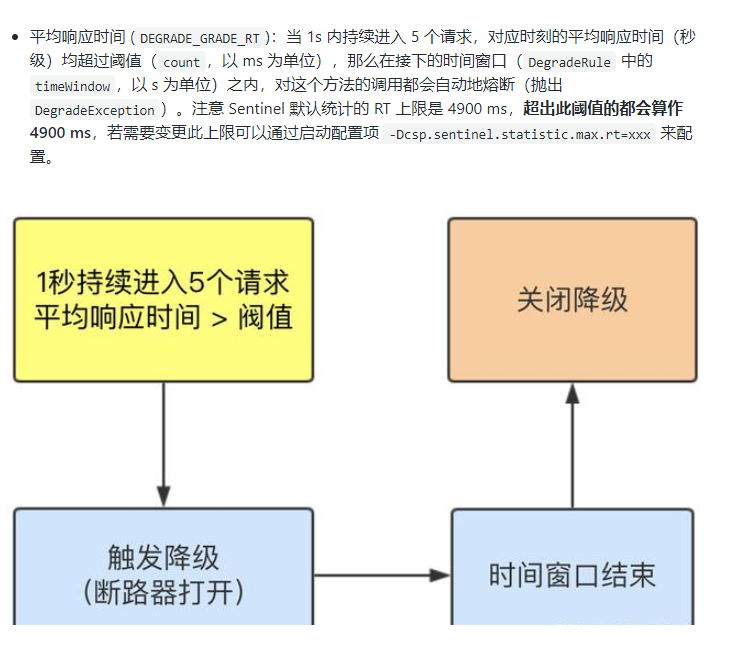 平均响应时间 ( DEGRADE_GRADE_RT )：当 1s 内持续进入 5 个请求，对应时刻的平均响应时间（秒
级）均超过阈值（ count ，以 ms 为单位），那么在接下的时间窗口（ DegradeRule 中的
timeWindow ，以 s 为单位）之内，对这个方法的调用都会自动地熔断（抛出
DegradeException ）。注意 Sentinel 默认统计的 RT 上限是 4900 ms，超出此阈值的都会算作
4900 ms，若需要变更此上限可以通过启动配置项 -Dcsp.sentinel.statistic.max.rt=xxx 来配
置。
1秒持续进入5个请求
平均响应时间 > 阀值
关闭降级
触发降级
(断路器打开)
时间窗口结束